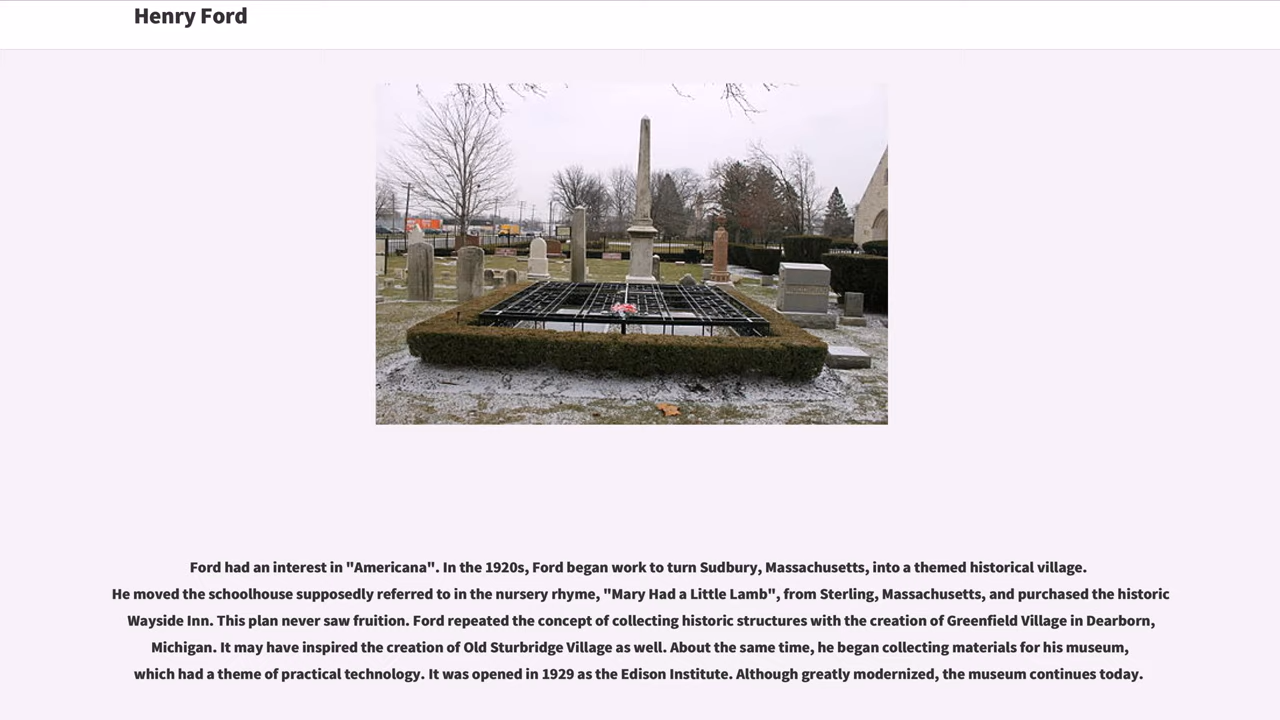 Henry Ford
Ford had an interest in "Americana". In the 1920s, Ford began work to turn Sudbury, Massachusetts, into a themed historical village.
He moved the schoolhouse supposedly referred to in the nursery rhyme, "Mary Had a Little Lamb", from Sterling, Massachusetts, and purchased the historic
Wayside Inn. This plan never saw fruition. Ford repeated the concept of collecting historic structures with the creation of Greenfield Village in Dearborn,
Michigan. It may have inspired the creation of Old Sturbridge Village as well. About the same time, he began collecting materials for his museum,
which had a theme of practical technology. It was opened in 1929 as the Edison Institute. Although greatly modernized, the museum continues today.